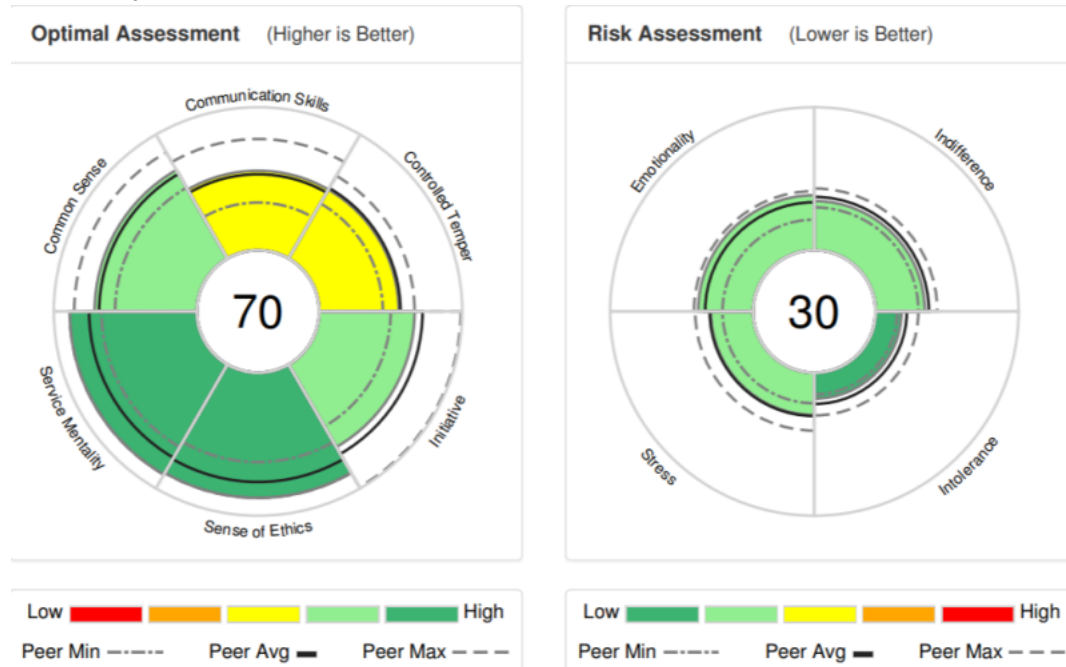 Optimal Assessment (Higher is Better)
Communication Skills
Common Sense
Controlled Temper
70
Service Mentality
Initiative
Sense of Ethics
Low High
Peer Min Peer Avg Peer Max
Risk Assessment (Lower is Better)
Emotionality
Indifference
30
Stress
Intolerance
Low High
Peer Min Peer Avg Peer Max